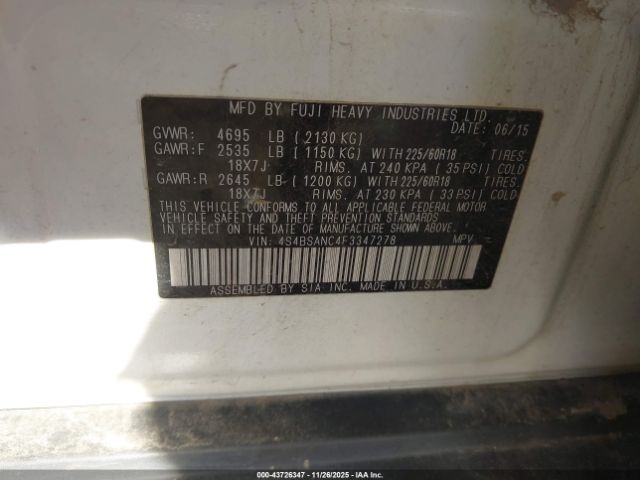 MFD BY FUJI HEAVY INDUSTRIES LTD.
DATE: 06/15
GVWR: 4695 LB ( 2130 KG)
GAWR:F 2535 LB ( 1150 KG) WITH 225/60R18 TIRES.
18X7J RIMS. AT 240 KPA ( 35 PSI) COLD
GAWR:R 2645 LB ( 1200 KG) WITH 225/60R18 TIRES.
18X7J RIMS. AT 230 KPA ( 33 PSI) COLD
THIS VEHICLE CONFORMS TO ALL APPLICABLE FEDERAL MOTOR
VEHICLE SAFETY AND THEFT PREVENTION STANDARDS
IN EFFECT ON THE DATE OF MANUFACTURE SHOWN ABOVE.
VIN: 4S4BSANC4F3347278 MPV
ASSEMBLED BY SIA INC. MADE IN U.S.A.
000-43726347 - 11/26/2025 - IAAI.COM